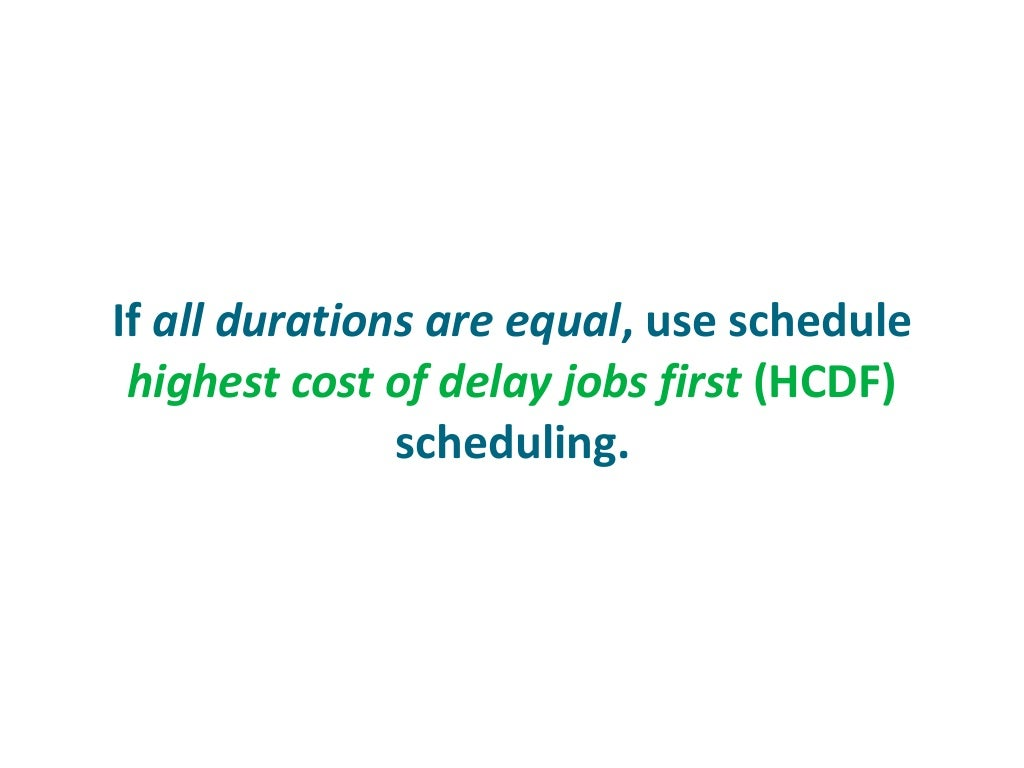 If all durations are equal, use schedule
highest cost of delay jobs first (HCDF)
scheduling.